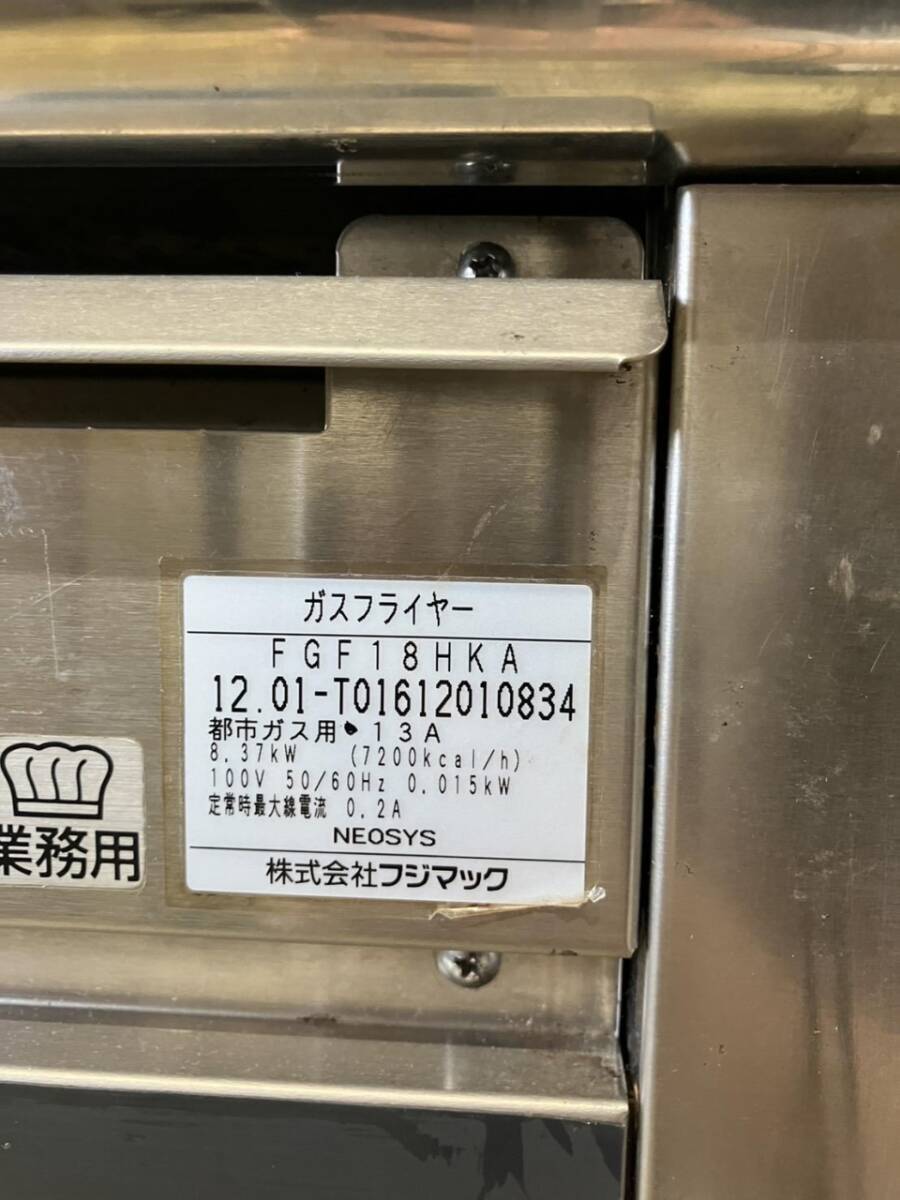 ガスフライヤー
FGF18HKA
12.01-T01612010834
都市ガス用・13A
8.37kW (7200kcal/h)
100V 50/60Hz 0.015kW
定常時最大線電流 0.2A
NEOSYS
株式会社フジマック
業務用